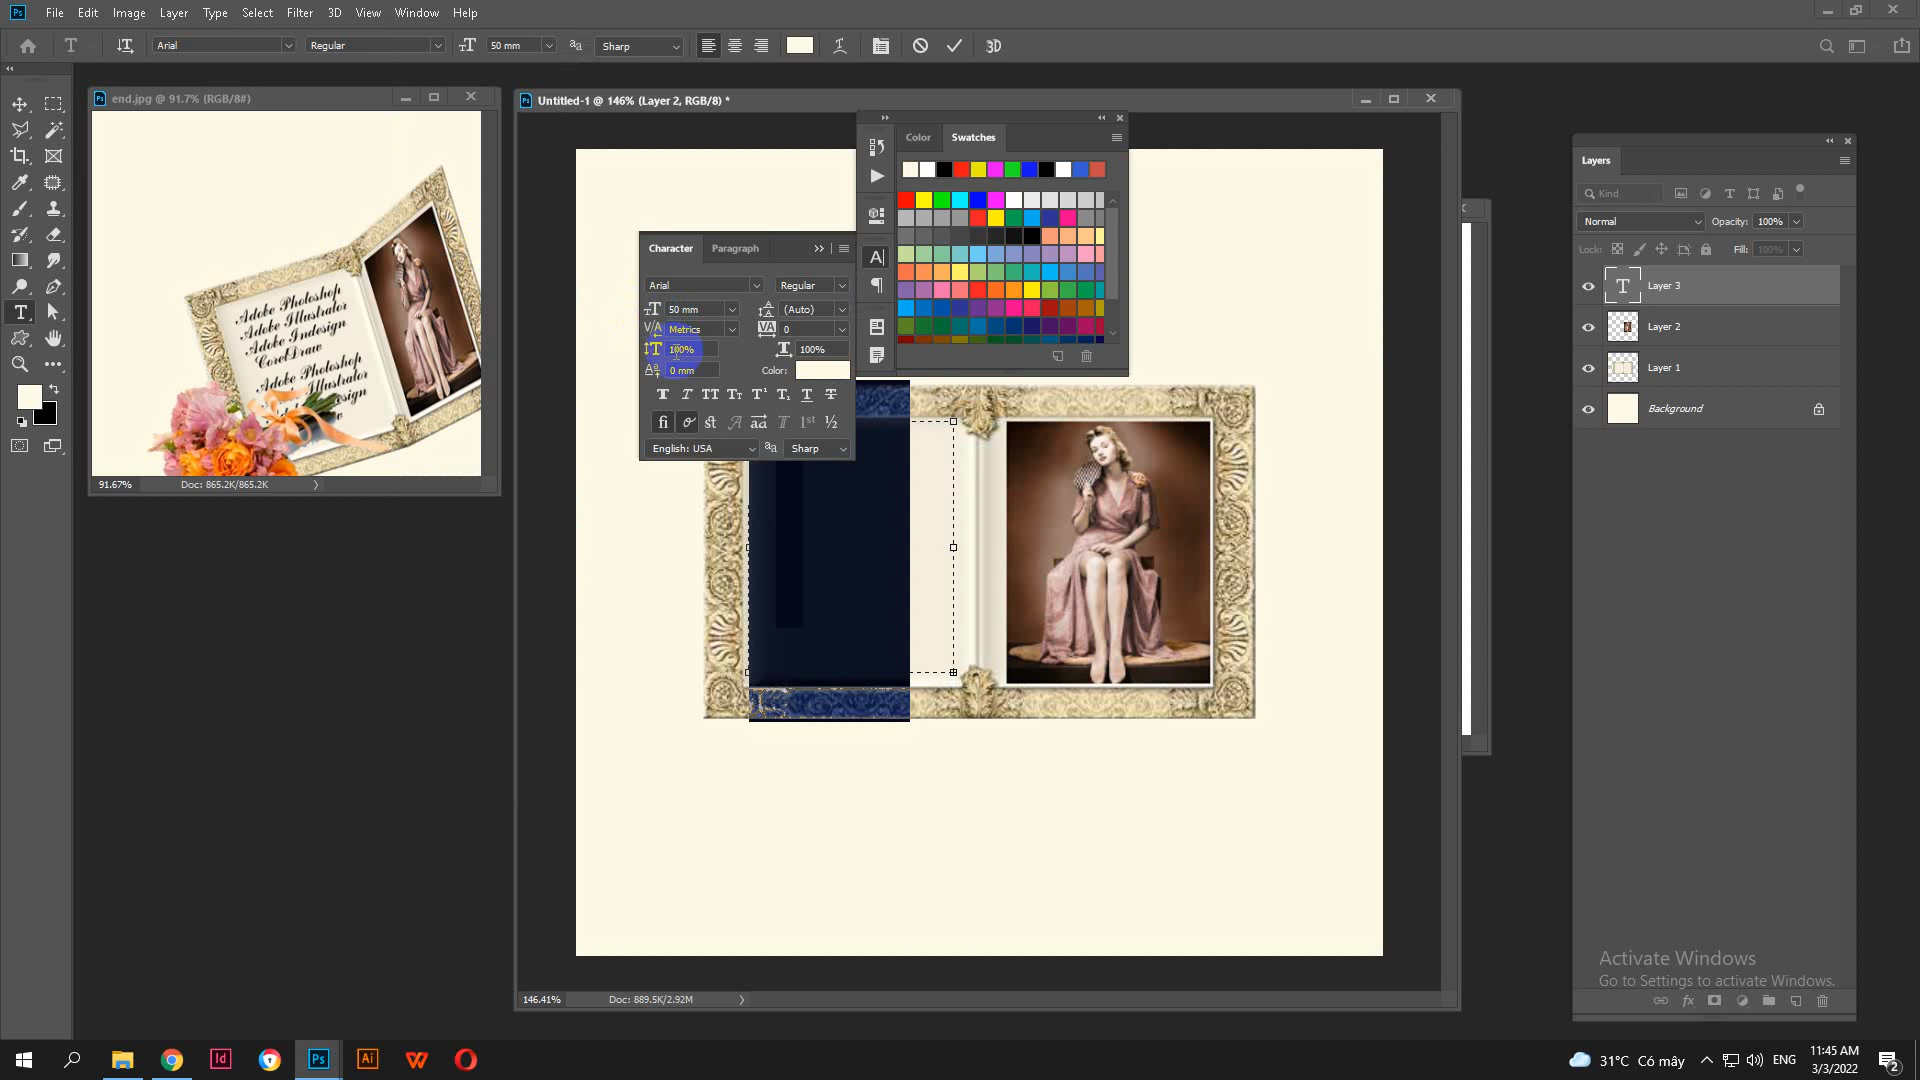 Ps File Edit Image Layer Type Select Filter 3D View Window Help
Arial Regular 50 mm Sharp 3D
end.jpg @ 91.7% (RGB/8#)
Adobe Photoshop
Adobe Illustrator
Adobe Indesign
CorelDraw
Adobe Photoshop
91.67% Doc: 865.2K/865.2K
Untitled-1 @ 146% (Layer 2, RGB/8) *
Color Swatches
Character Paragraph
Arial Regular
50 mm (Auto)
Metrics 0
100% 100%
0 mm Color:
English: USA Sharp
146.41% Doc: 889.5K/2.92M
Layers
Kind
Normal Opacity: 100%
Lock: Fill: 100%
Layer 3
Layer 2
Layer 1
Background
Activate Windows
Go to Settings to activate Windows.
Id Ps Ai
31°C Có mây ENG 11:45 AM
3/3/2022 2